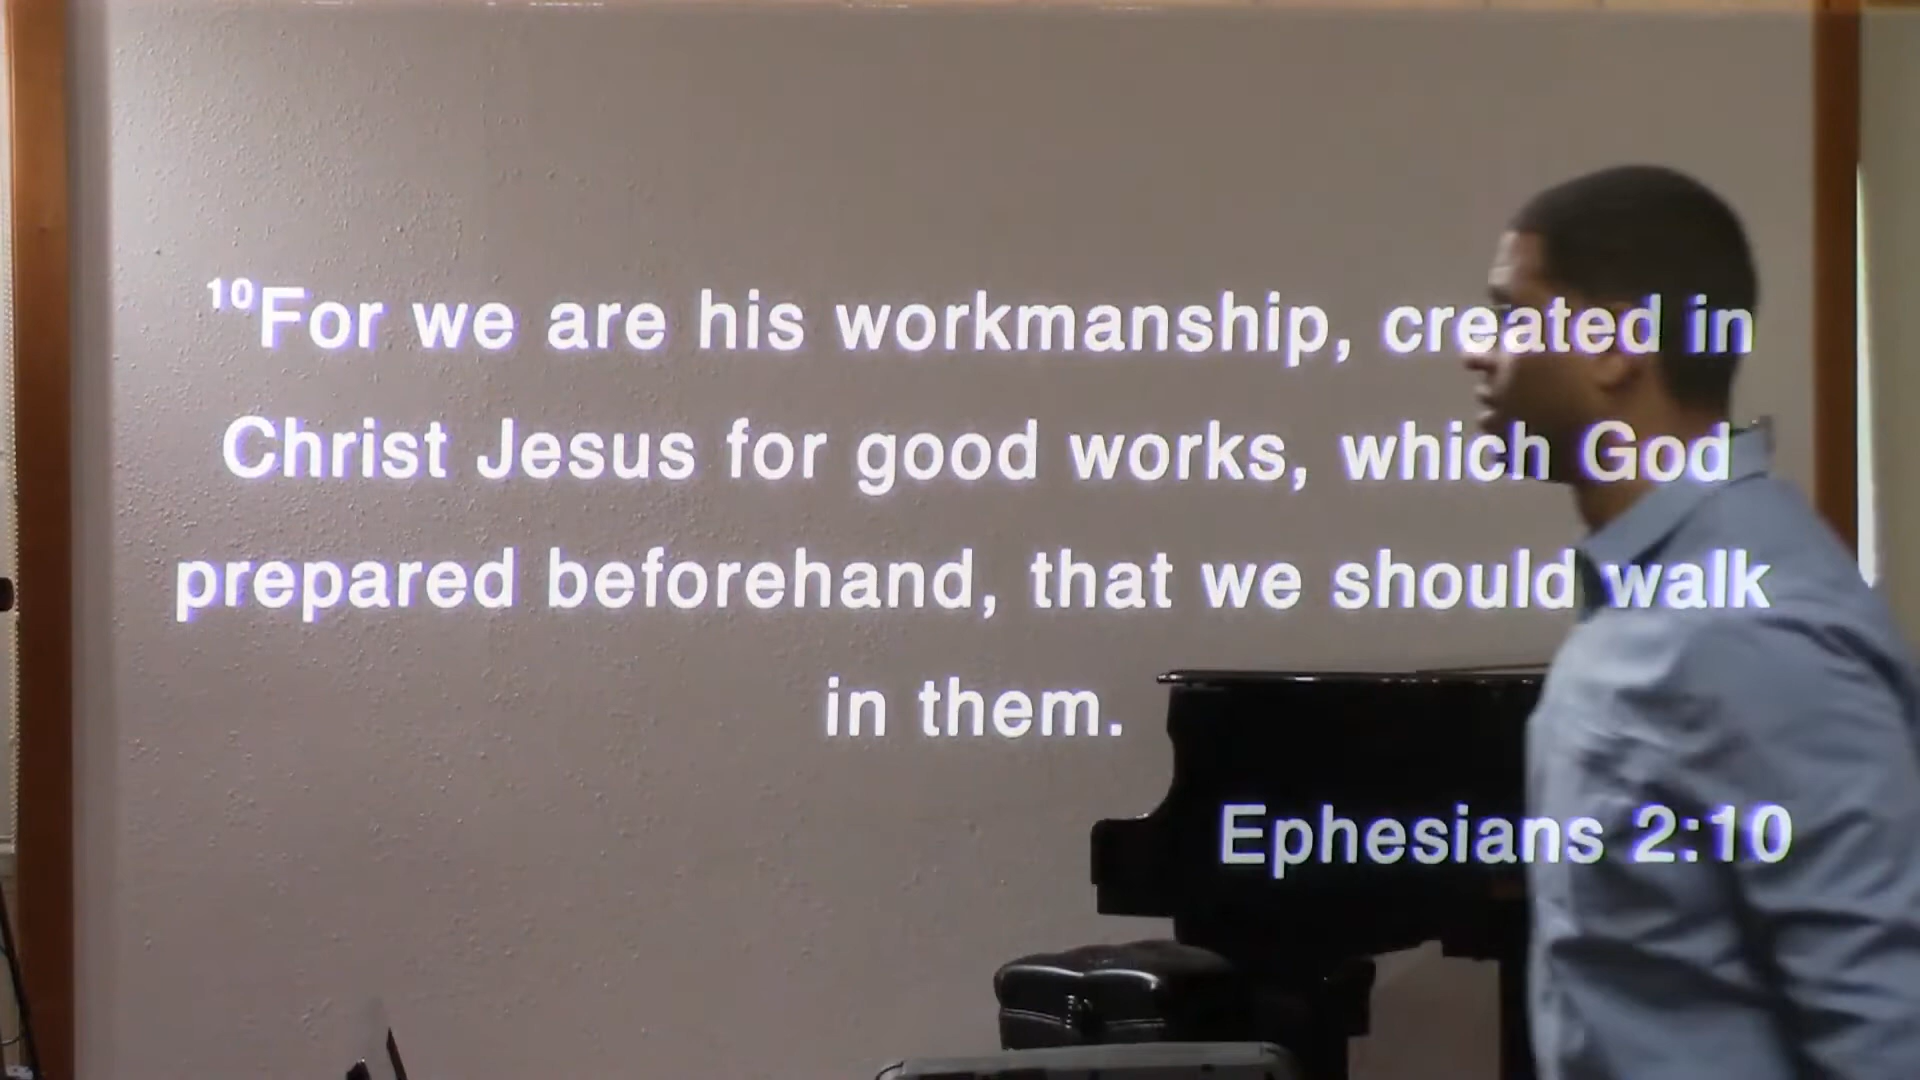 ¹⁰For we are his workmanship, created in
Christ Jesus for good works, which God
prepared beforehand, that we should walk
in them.
Ephesians 2:10